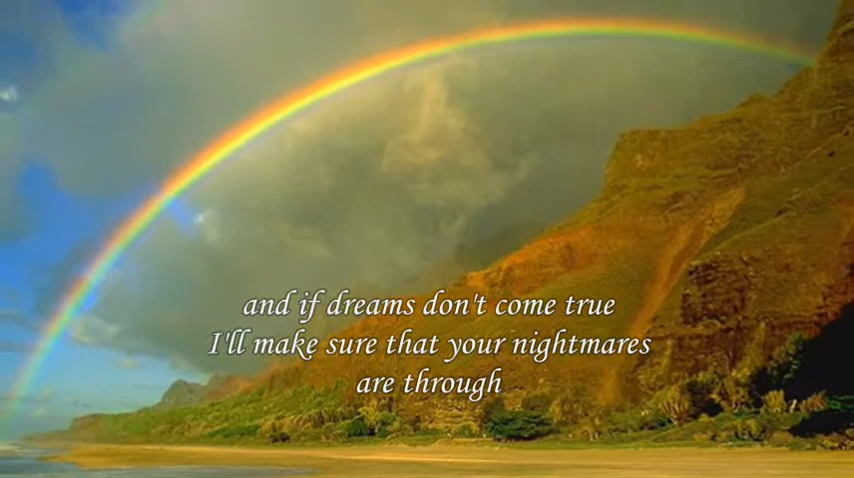 and if dreams don't come true
I'll make sure that your nightmares
are through